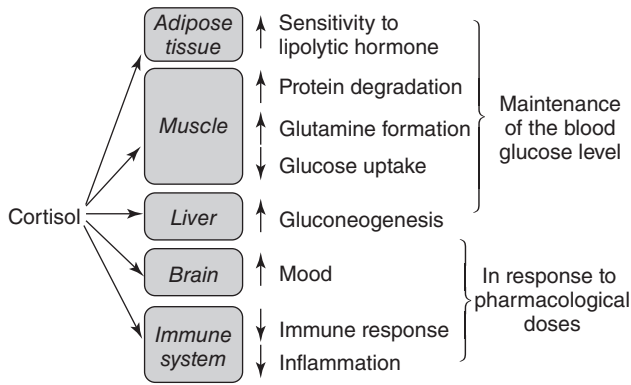 Adipose
tissue
Sensitivity to
lipolytic hormone
Muscle
Protein degradation
Glutamine formation
Glucose uptake
Maintenance
of the blood
glucose level
Cortisol
Liver
Gluconeogenesis
Brain
Mood
In response to
pharmacological
doses
Immune
system
Immune response
Inflammation